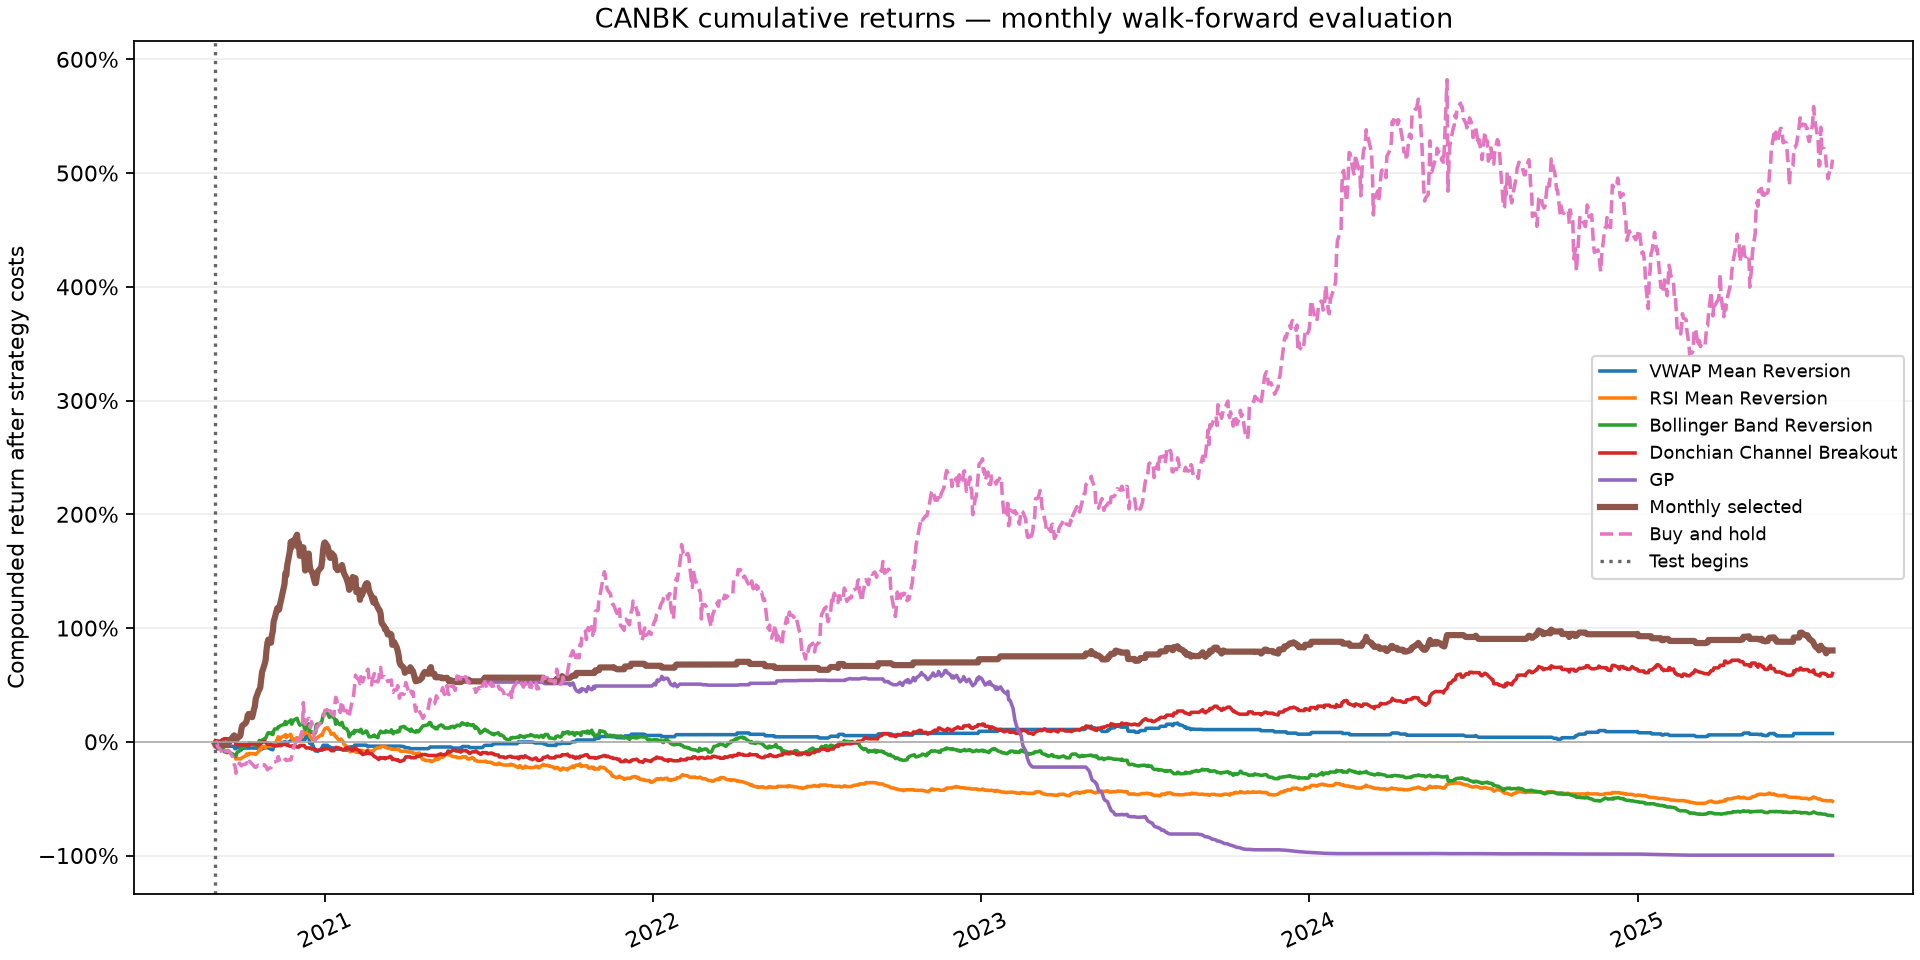 CANBK cumulative returns — monthly walk-forward evaluation
Compounded return after strategy costs
600%
500%
400%
300%
200%
100%
0%
−100%
VWAP Mean Reversion
RSI Mean Reversion
Bollinger Band Reversion
Donchian Channel Breakout
GP
Monthly selected
Buy and hold
Test begins
2021
2022
2023
2024
2025